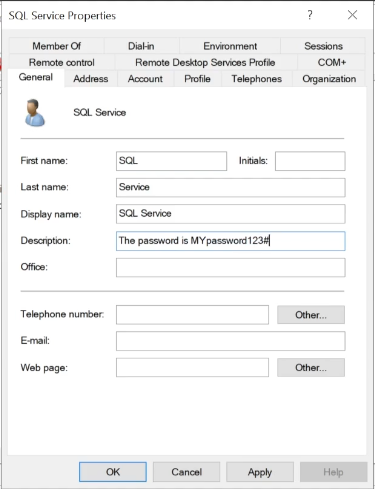 SQL Service Properties ? ×
Member Of Dial-in Environment Sessions
Remote control Remote Desktop Services Profile COM+
General Address Account Profile Telephones Organization
SQL Service
First name: SQL Initials:
Last name: Service
Display name: SQL Service
Description: The password is MYpassword123#
Office:
Telephone number: Other...
E-mail:
Web page: Other...
OK Cancel Apply Help